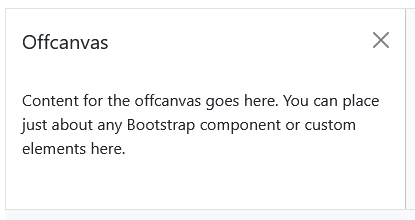 Offcanvas
Content for the offcanvas goes here. You can place
just about any Bootstrap component or custom
elements here.